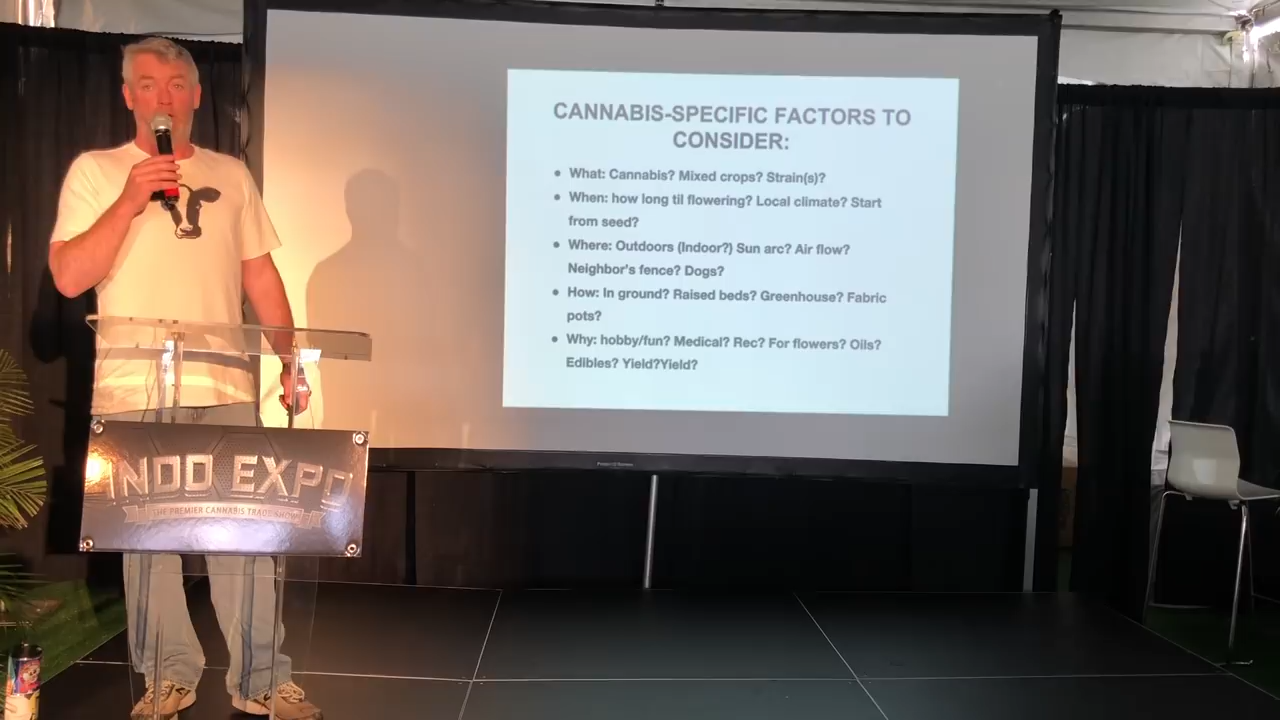 CANNABIS-SPECIFIC FACTORS TO
CONSIDER:
• What: Cannabis? Mixed crops? Strain(s)?
• When: how long til flowering? Local climate? Start
from seed?
• Where: Outdoors (Indoor?) Sun arc? Air flow?
Neighbor's fence? Dogs?
• How: In ground? Raised beds? Greenhouse? Fabric
pots?
• Why: hobby/fun? Medical? Rec? For flowers? Oils?
Edibles? Yield?Yield?
INDO EXPO
THE PREMIER CANNABIS TRADE SHOW